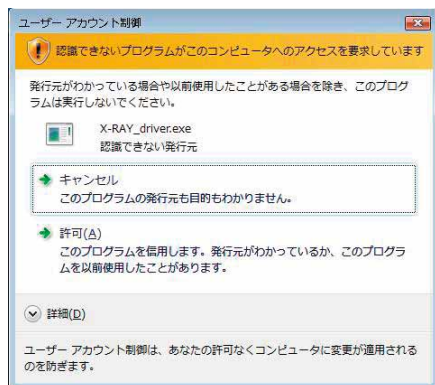 ユーザー アカウント制御
認識できないプログラムがこのコンピュータへのアクセスを要求しています
発行元がわかっている場合や以前使用したことがある場合を除き、このプログ
ラムは実行しないでください。
X-RAY_driver.exe
認識できない発行元
キャンセル
このプログラムの発行元も目的もわかりません。
許可(A)
このプログラムを信用します。発行元がわかっているか、このプログラ
ムを以前使用したことがあります。
詳細(D)
ユーザー アカウント制御は、あなたの許可なくコンピュータに変更が適用される
のを防ぎます。